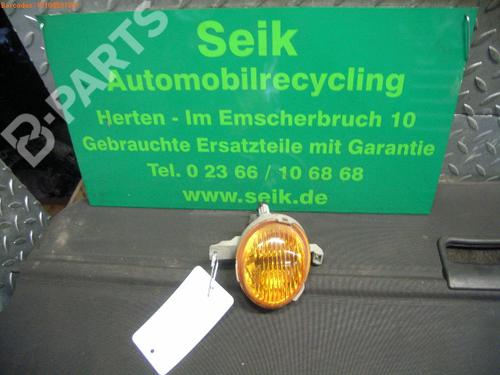 Seik
Automobilrecycling
Herten - Im Emscherbruch 10
Gebrauchte Ersatzteile mit Garantie
Tel. 0 23 66 / 10 68 68
www.seik.de
B-PARTS